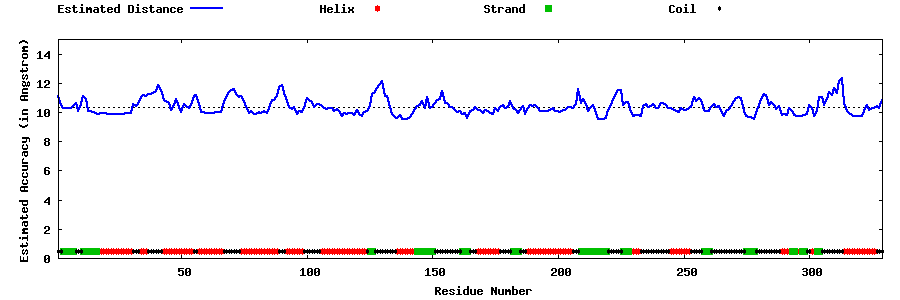 Estimated Distance Helix Strand Coil
Estimated Accuracy (in Angstrom)
14
12
10
8
6
4
2
0
50 100 150 200 250 300
Residue Number